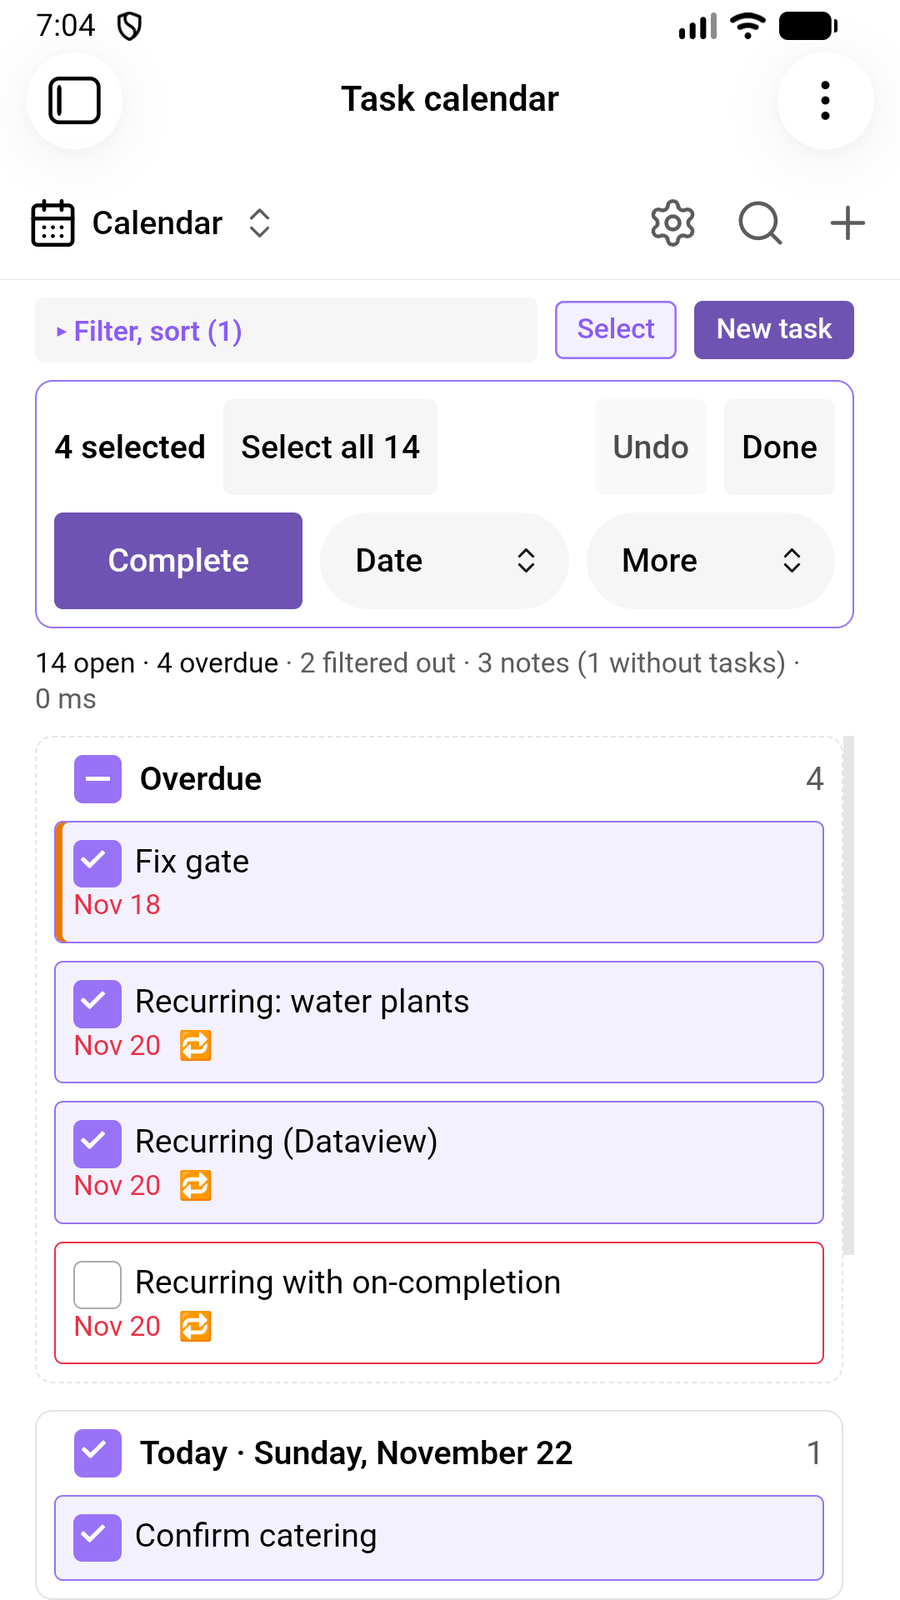 7:04
Task calendar
Calendar
▸ Filter, sort (1)
Select
New task
4 selected
Select all 14
Undo
Done
Complete
Date
More
14 open · 4 overdue · 2 filtered out · 3 notes (1 without tasks) ·
0 ms
Overdue
4
Fix gate
Nov 18
Recurring: water plants
Nov 20 🔁
Recurring (Dataview)
Nov 20 🔁
Recurring with on-completion
Nov 20 🔁
Today · Sunday, November 22
1
Confirm catering